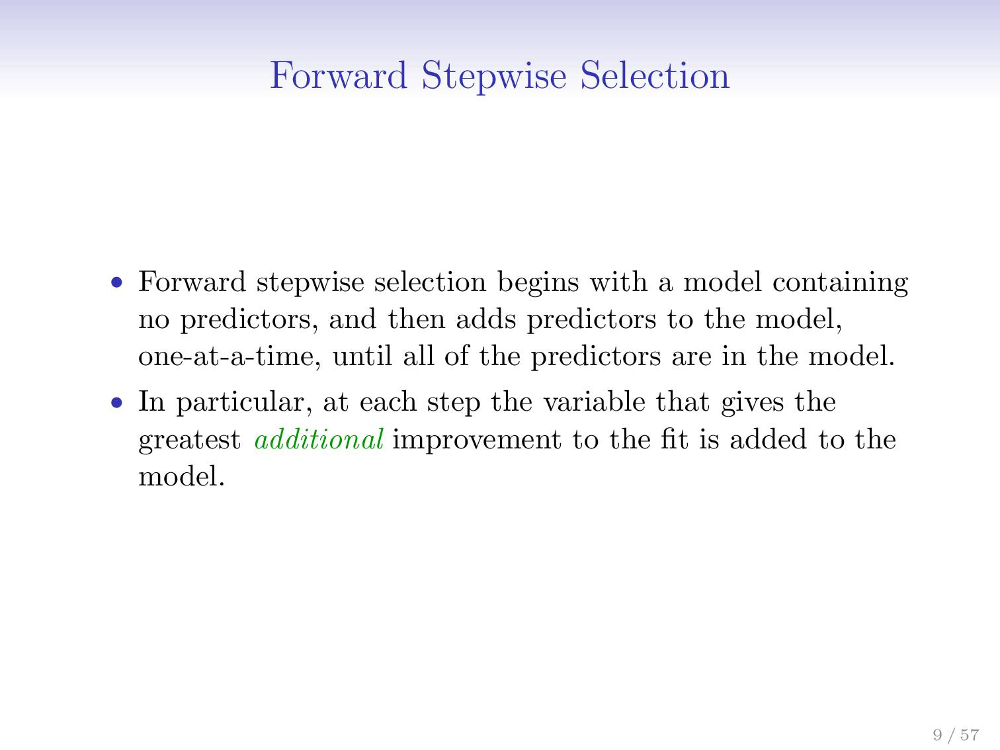 Forward Stepwise Selection
• Forward stepwise selection begins with a model containing
no predictors, and then adds predictors to the model,
one-at-a-time, until all of the predictors are in the model.
• In particular, at each step the variable that gives the
greatest additional improvement to the fit is added to the
model.
9 / 57